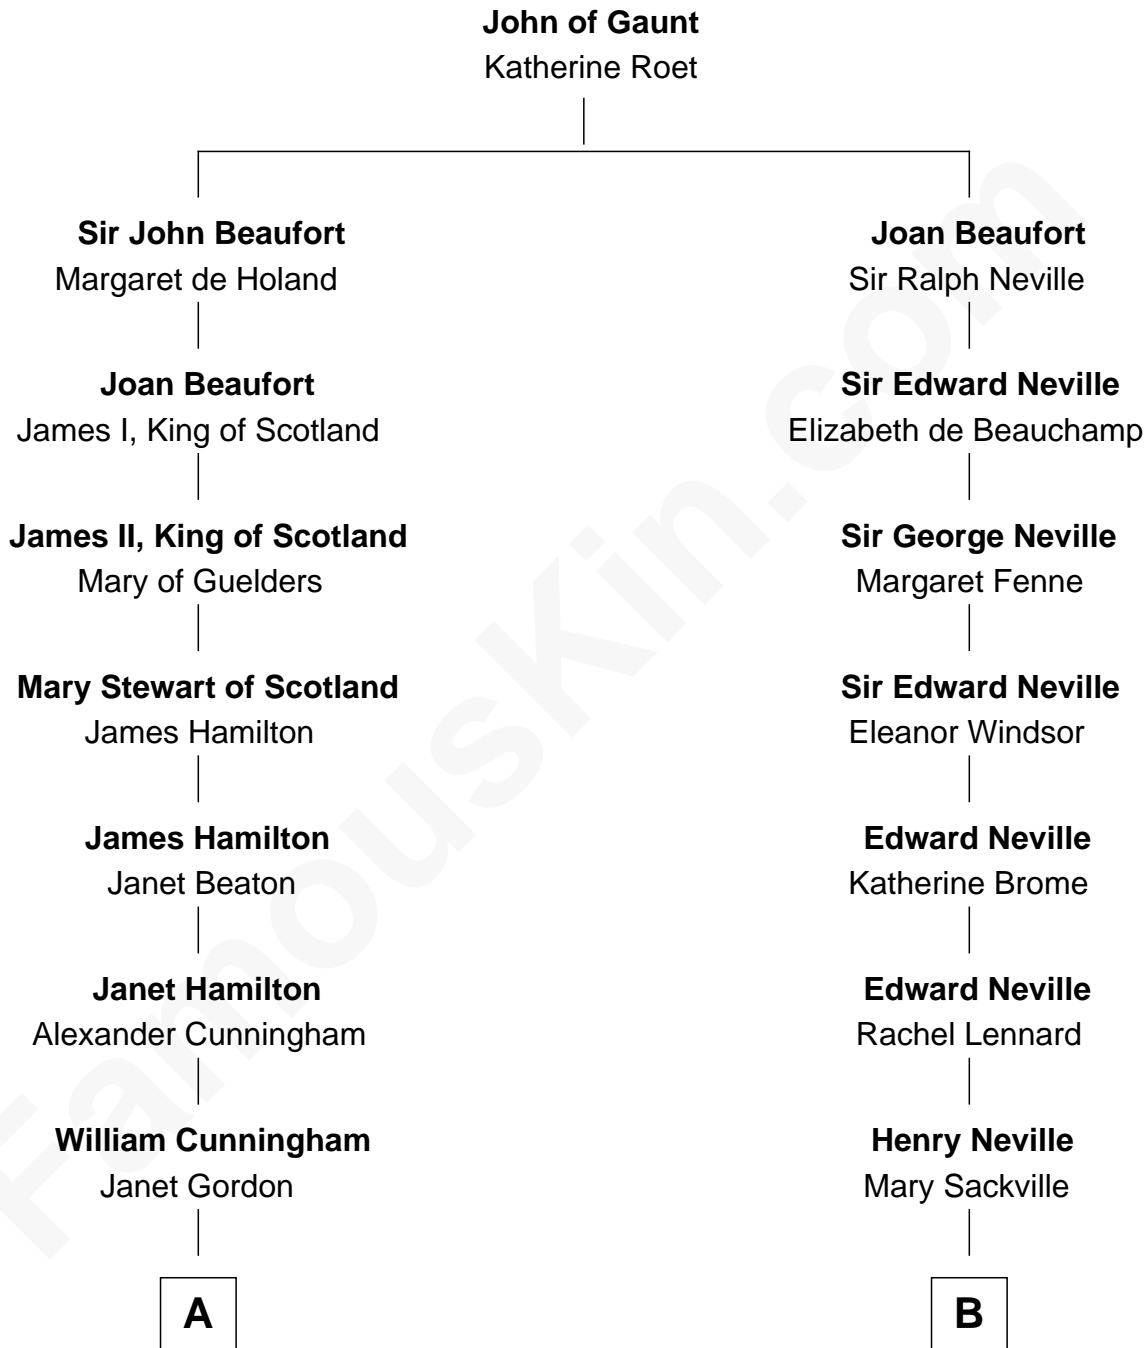 John of Gaunt
Katherine Roet
Sir John Beaufort
Margaret de Holand
Joan Beaufort
James I, King of Scotland
James II, King of Scotland
Mary of Guelders
Mary Stewart of Scotland
James Hamilton
James Hamilton
Janet Beaton
Janet Hamilton
Alexander Cunningham
William Cunningham
Janet Gordon
A
Joan Beaufort
Sir Ralph Neville
Sir Edward Neville
Elizabeth de Beauchamp
Sir George Neville
Margaret Fenne
Sir Edward Neville
Eleanor Windsor
Edward Neville
Katherine Brome
Edward Neville
Rachel Lennard
Henry Neville
Mary Sackville
B
FamousKin.com